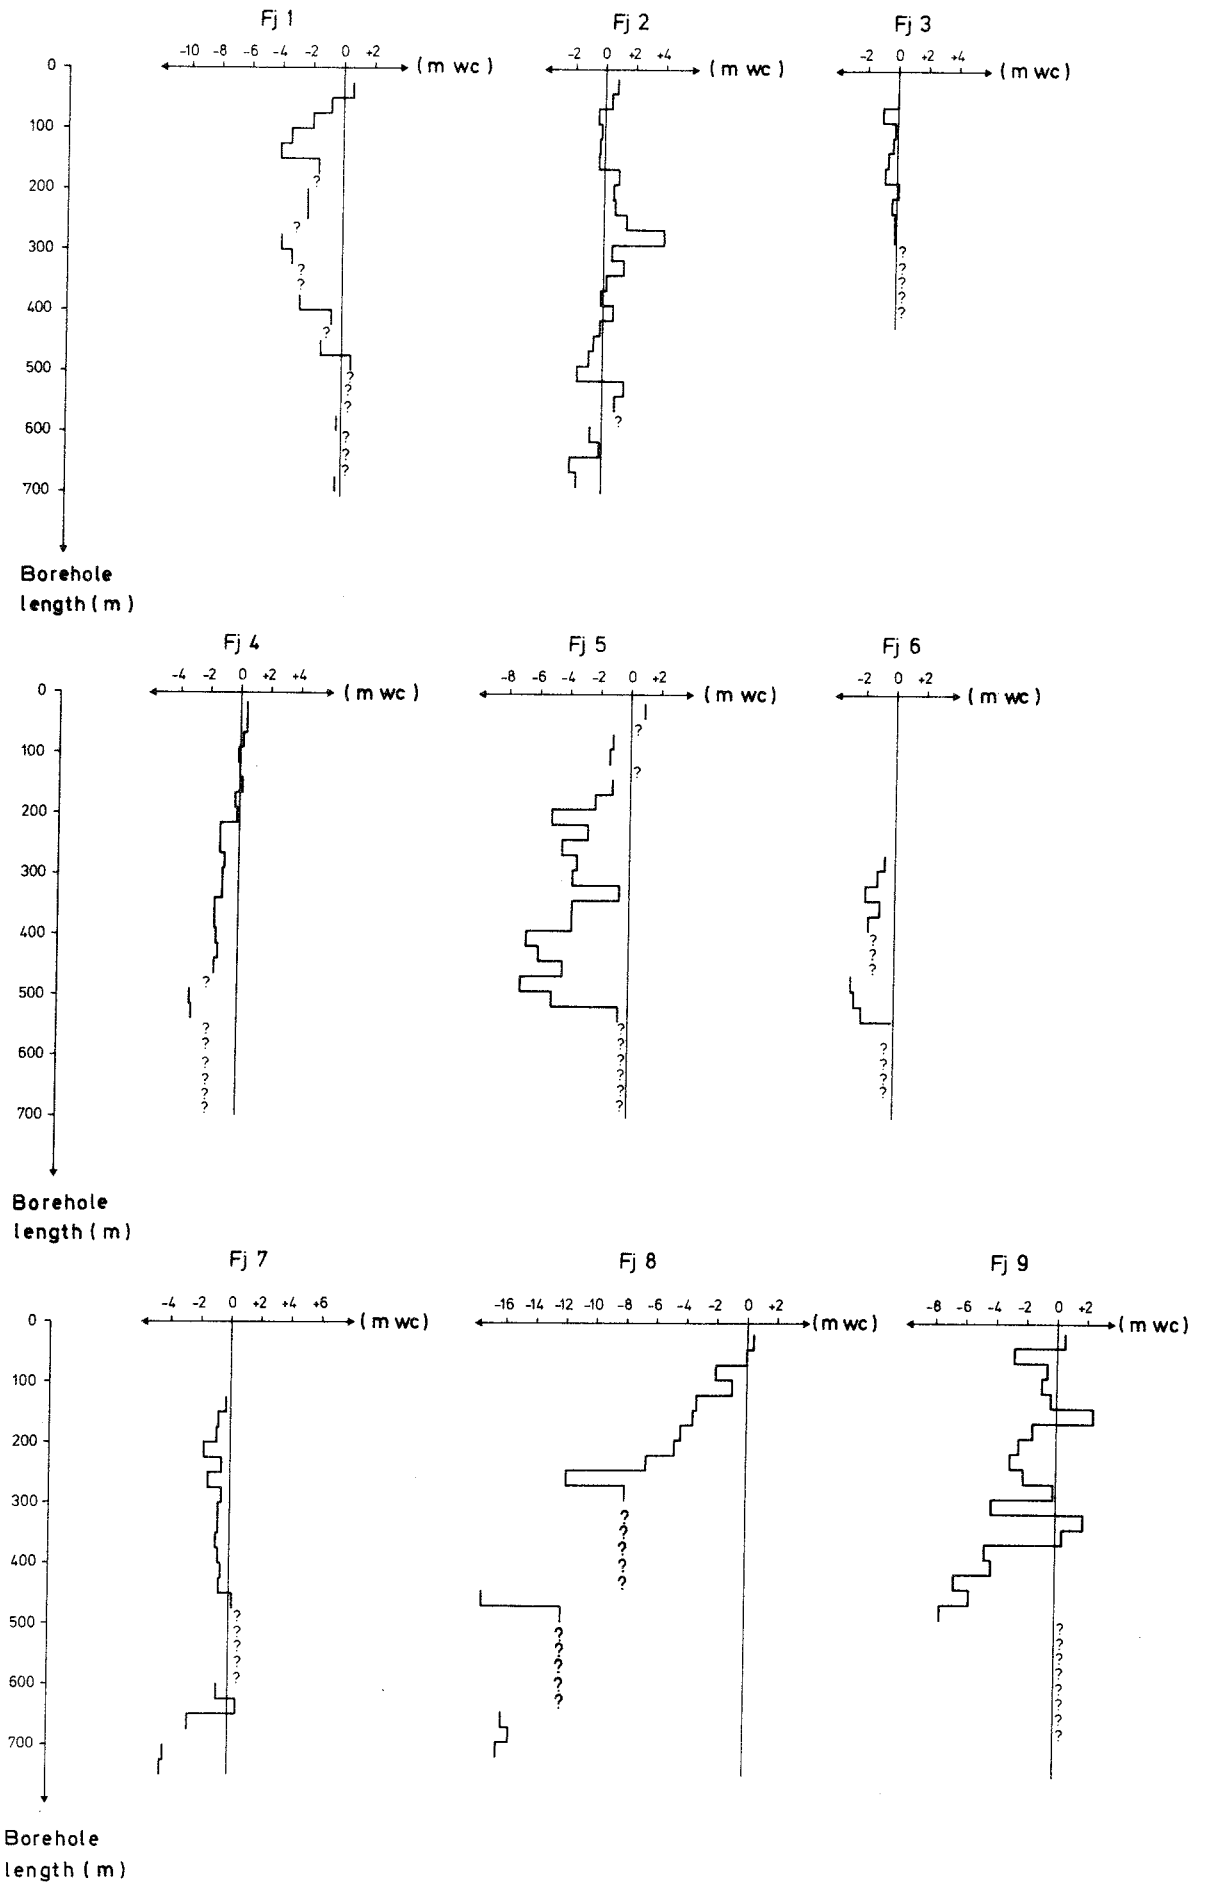 Fj 1 Fj 2 Fj 3
-10 -8 -6 -4 -2 0 +2 (m wc) -2 0 +2 +4 (m wc) -2 0 +2 +4 (m wc)
0
100
?
200
?
300 ?
? ?
? ?
? ?
400 ?
?
500
?
?
?
? 
600
?
?
?
700
Borehole
length (m)
Fj 4 Fj 5 Fj 6
-4 -2 0 +2 +4 (m wc) -8 -6 -4 -2 0 +2 (m wc) -2 0 +2 (m wc)
0
?
100
?
200
300
400
?
?
? ?
500
? ?
? ? ?
600
? ? ?
? ? ?
? ? ?
? ?
700
Borehole
length (m)
Fj 7 Fj 8 Fj 9
-4 -2 0 +2 +4 +6 (m wc) -16 -14 -12 -10 -8 -6 -4 -2 0 +2 (m wc) -8 -6 -4 -2 0 +2 (m wc)
0
100
200
300
?
?
?
400
?
?
500 ?
? ? ?
? ? ?
? ? ?
600 ? ? ?
? ?
?
700 ?
Borehole
length (m)